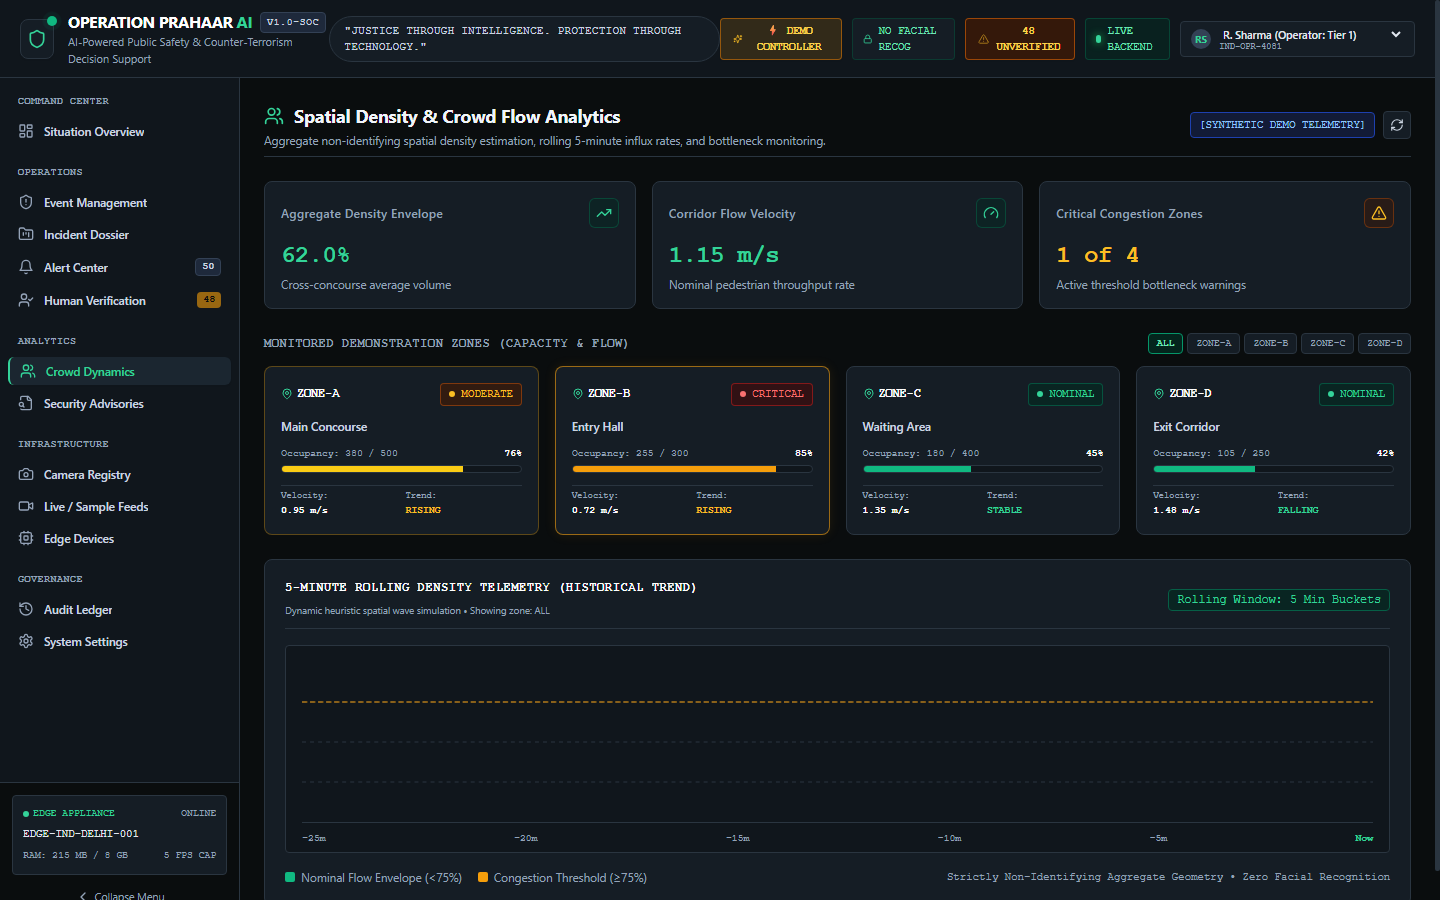 OPERATION PRAHAAR AI
V1.0-SOC
AI-Powered Public Safety & Counter-Terrorism
Decision Support
"JUSTICE THROUGH INTELLIGENCE. PROTECTION THROUGH
TECHNOLOGY."
DEMO
CONTROLLER
NO FACIAL
RECOG
48
UNVERIFIED
LIVE
BACKEND
RS
R. Sharma (Operator: Tier 1)
IND-OPR-4081
COMMAND CENTER
Situation Overview
OPERATIONS
Event Management
Incident Dossier
Alert Center
50
Human Verification
48
ANALYTICS
Crowd Dynamics
Security Advisories
INFRASTRUCTURE
Camera Registry
Live / Sample Feeds
Edge Devices
GOVERNANCE
Audit Ledger
System Settings
EDGE APPLIANCE
ONLINE
EDGE-IND-DELHI-001
RAM: 215 MB / 8 GB
5 FPS CAP
Collapse Menu
Spatial Density & Crowd Flow Analytics
Aggregate non-identifying spatial density estimation, rolling 5-minute influx rates, and bottleneck monitoring.
[SYNTHETIC DEMO TELEMETRY]
Aggregate Density Envelope
62.0%
Cross-concourse average volume
Corridor Flow Velocity
1.15 m/s
Nominal pedestrian throughput rate
Critical Congestion Zones
1 of 4
Active threshold bottleneck warnings
MONITORED DEMONSTRATION ZONES (CAPACITY & FLOW)
ALL
ZONE-A
ZONE-B
ZONE-C
ZONE-D
ZONE-A
MODERATE
Main Concourse
Occupancy: 380 / 500
76%
Velocity:
Trend:
0.95 m/s
RISING
ZONE-B
CRITICAL
Entry Hall
Occupancy: 255 / 300
85%
Velocity:
Trend:
0.72 m/s
RISING
ZONE-C
NOMINAL
Waiting Area
Occupancy: 180 / 400
45%
Velocity:
Trend:
1.35 m/s
STABLE
ZONE-D
NOMINAL
Exit Corridor
Occupancy: 105 / 250
42%
Velocity:
Trend:
1.48 m/s
FALLING
5-MINUTE ROLLING DENSITY TELEMETRY (HISTORICAL TREND)
Dynamic heuristic spatial wave simulation • Showing zone: ALL
Rolling Window: 5 Min Buckets
-25m
-20m
-15m
-10m
-5m
Now
Nominal Flow Envelope (<75%)
Congestion Threshold (≥75%)
Strictly Non-Identifying Aggregate Geometry • Zero Facial Recognition